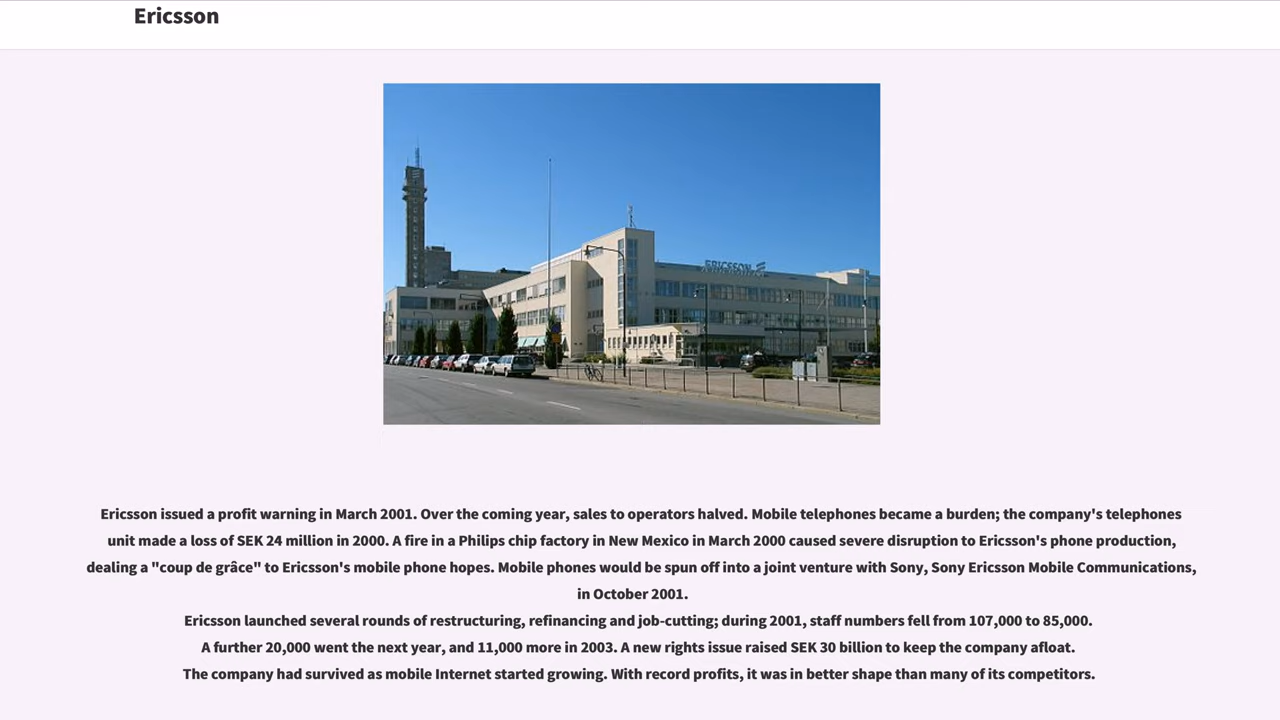 Ericsson
ERICSSON
Ericsson issued a profit warning in March 2001. Over the coming year, sales to operators halved. Mobile telephones became a burden; the company's telephones
unit made a loss of SEK 24 million in 2000. A fire in a Philips chip factory in New Mexico in March 2000 caused severe disruption to Ericsson's phone production,
dealing a "coup de grâce" to Ericsson's mobile phone hopes. Mobile phones would be spun off into a joint venture with Sony, Sony Ericsson Mobile Communications,
in October 2001.
Ericsson launched several rounds of restructuring, refinancing and job-cutting; during 2001, staff numbers fell from 107,000 to 85,000.
A further 20,000 went the next year, and 11,000 more in 2003. A new rights issue raised SEK 30 billion to keep the company afloat.
The company had survived as mobile Internet started growing. With record profits, it was in better shape than many of its competitors.